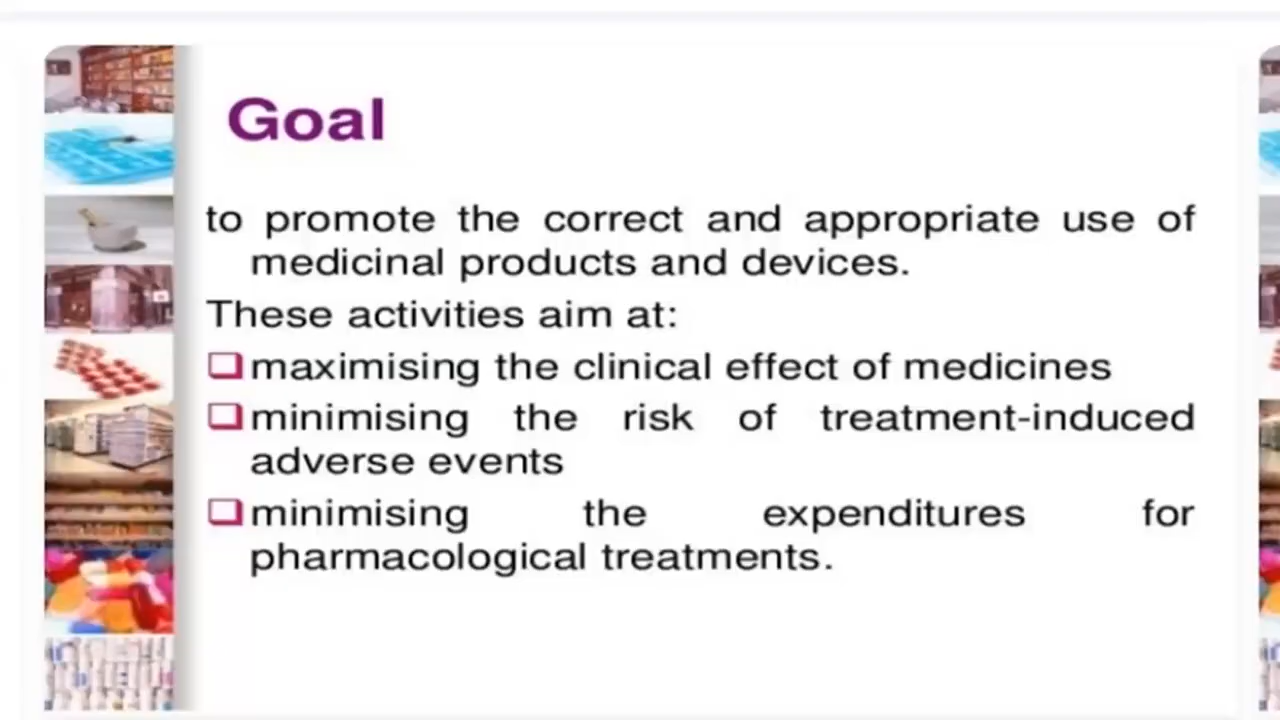 Goal
to promote the correct and appropriate use of
medicinal products and devices.
These activities aim at:
maximising the clinical effect of medicines
minimising the risk of treatment-induced
adverse events
minimising the expenditures for
pharmacological treatments.